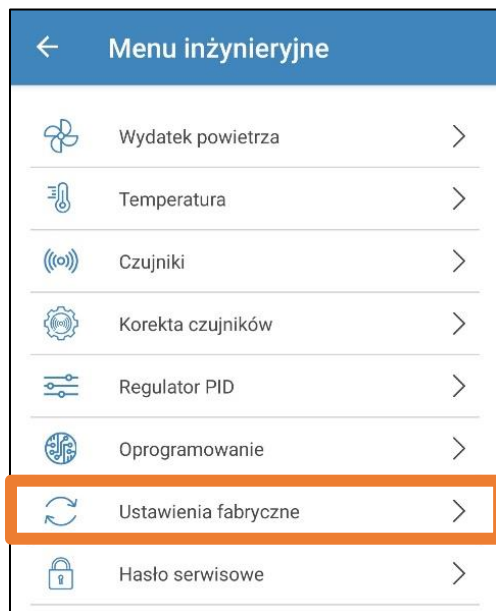 Menu inżynieryjne
Wydatek powietrza
Temperatura
Czujniki
Korekta czujników
Regulator PID
Oprogramowanie
Ustawienia fabryczne
Hasło serwisowe